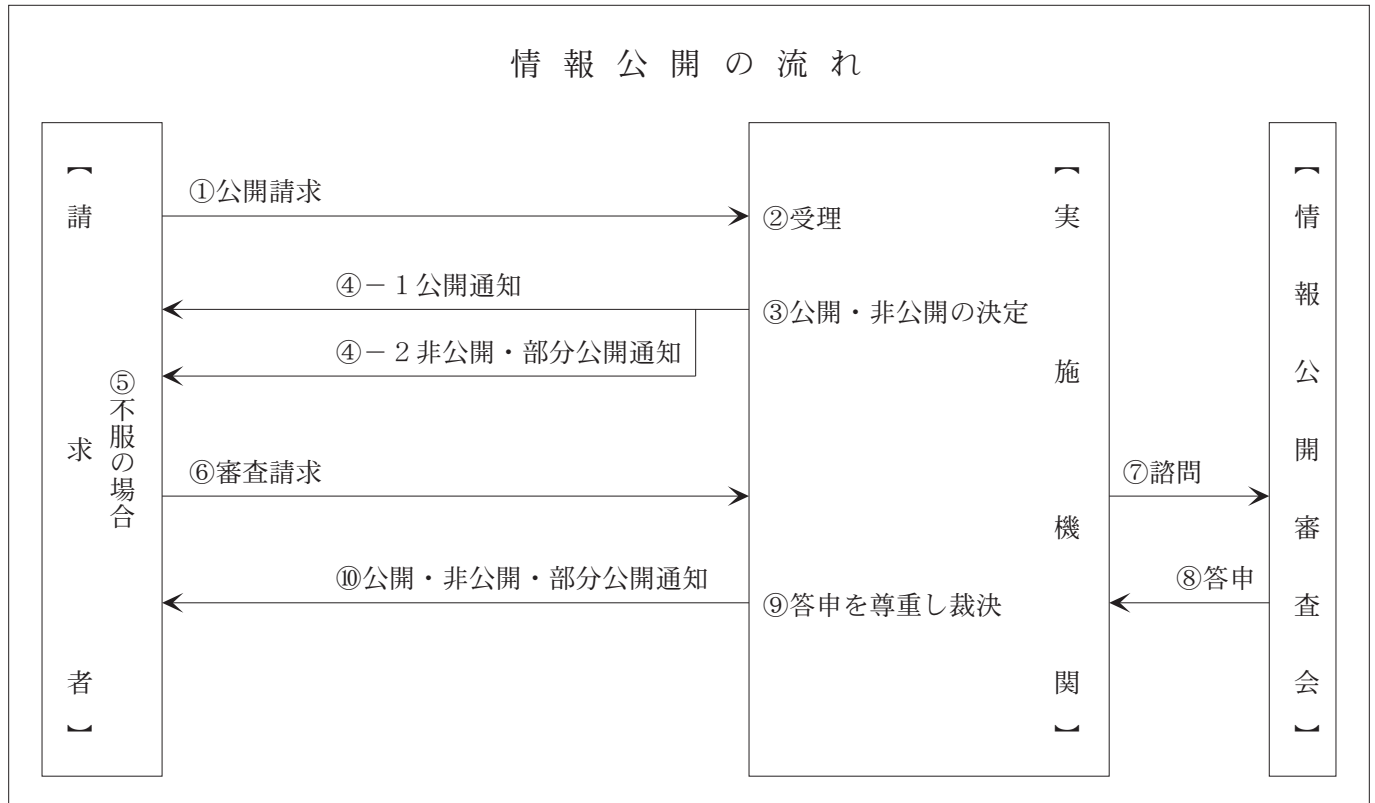 情報公開の流れ
【請求者】
①公開請求
②受理
④－１公開通知
③公開・非公開の決定
④－２非公開・部分公開通知
⑤不服の場合
⑥審査請求
⑦諮問
⑧答申
⑩公開・非公開・部分公開通知
⑨答申を尊重し裁決
【実施機関】
【情報公開審査会】